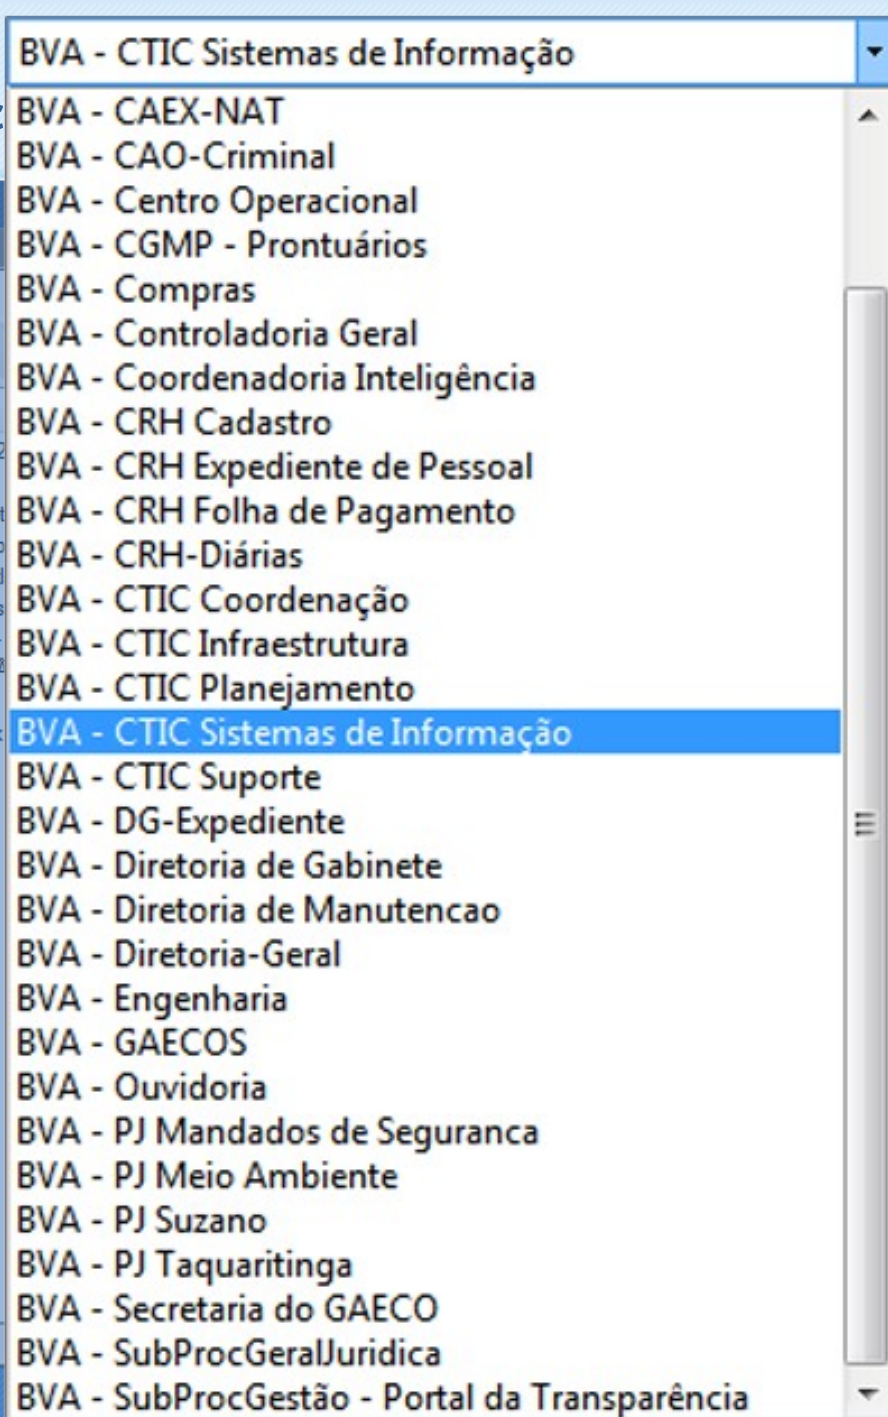 BVA - CTIC Sistemas de Informação
BVA - CAEX-NAT
BVA - CAO-Criminal
BVA - Centro Operacional
BVA - CGMP - Prontuários
BVA - Compras
BVA - Controladoria Geral
BVA - Coordenadoria Inteligência
BVA - CRH Cadastro
BVA - CRH Expediente de Pessoal
BVA - CRH Folha de Pagamento
BVA - CRH-Diárias
BVA - CTIC Coordenação
BVA - CTIC Infraestrutura
BVA - CTIC Planejamento
BVA - CTIC Sistemas de Informação
BVA - CTIC Suporte
BVA - DG-Expediente
BVA - Diretoria de Gabinete
BVA - Diretoria de Manutencao
BVA - Diretoria-Geral
BVA - Engenharia
BVA - GAECOS
BVA - Ouvidoria
BVA - PJ Mandados de Seguranca
BVA - PJ Meio Ambiente
BVA - PJ Suzano
BVA - PJ Taquaritinga
BVA - Secretaria do GAECO
BVA - SubProcGeralJuridica
BVA - SubProcGestão - Portal da Transparência